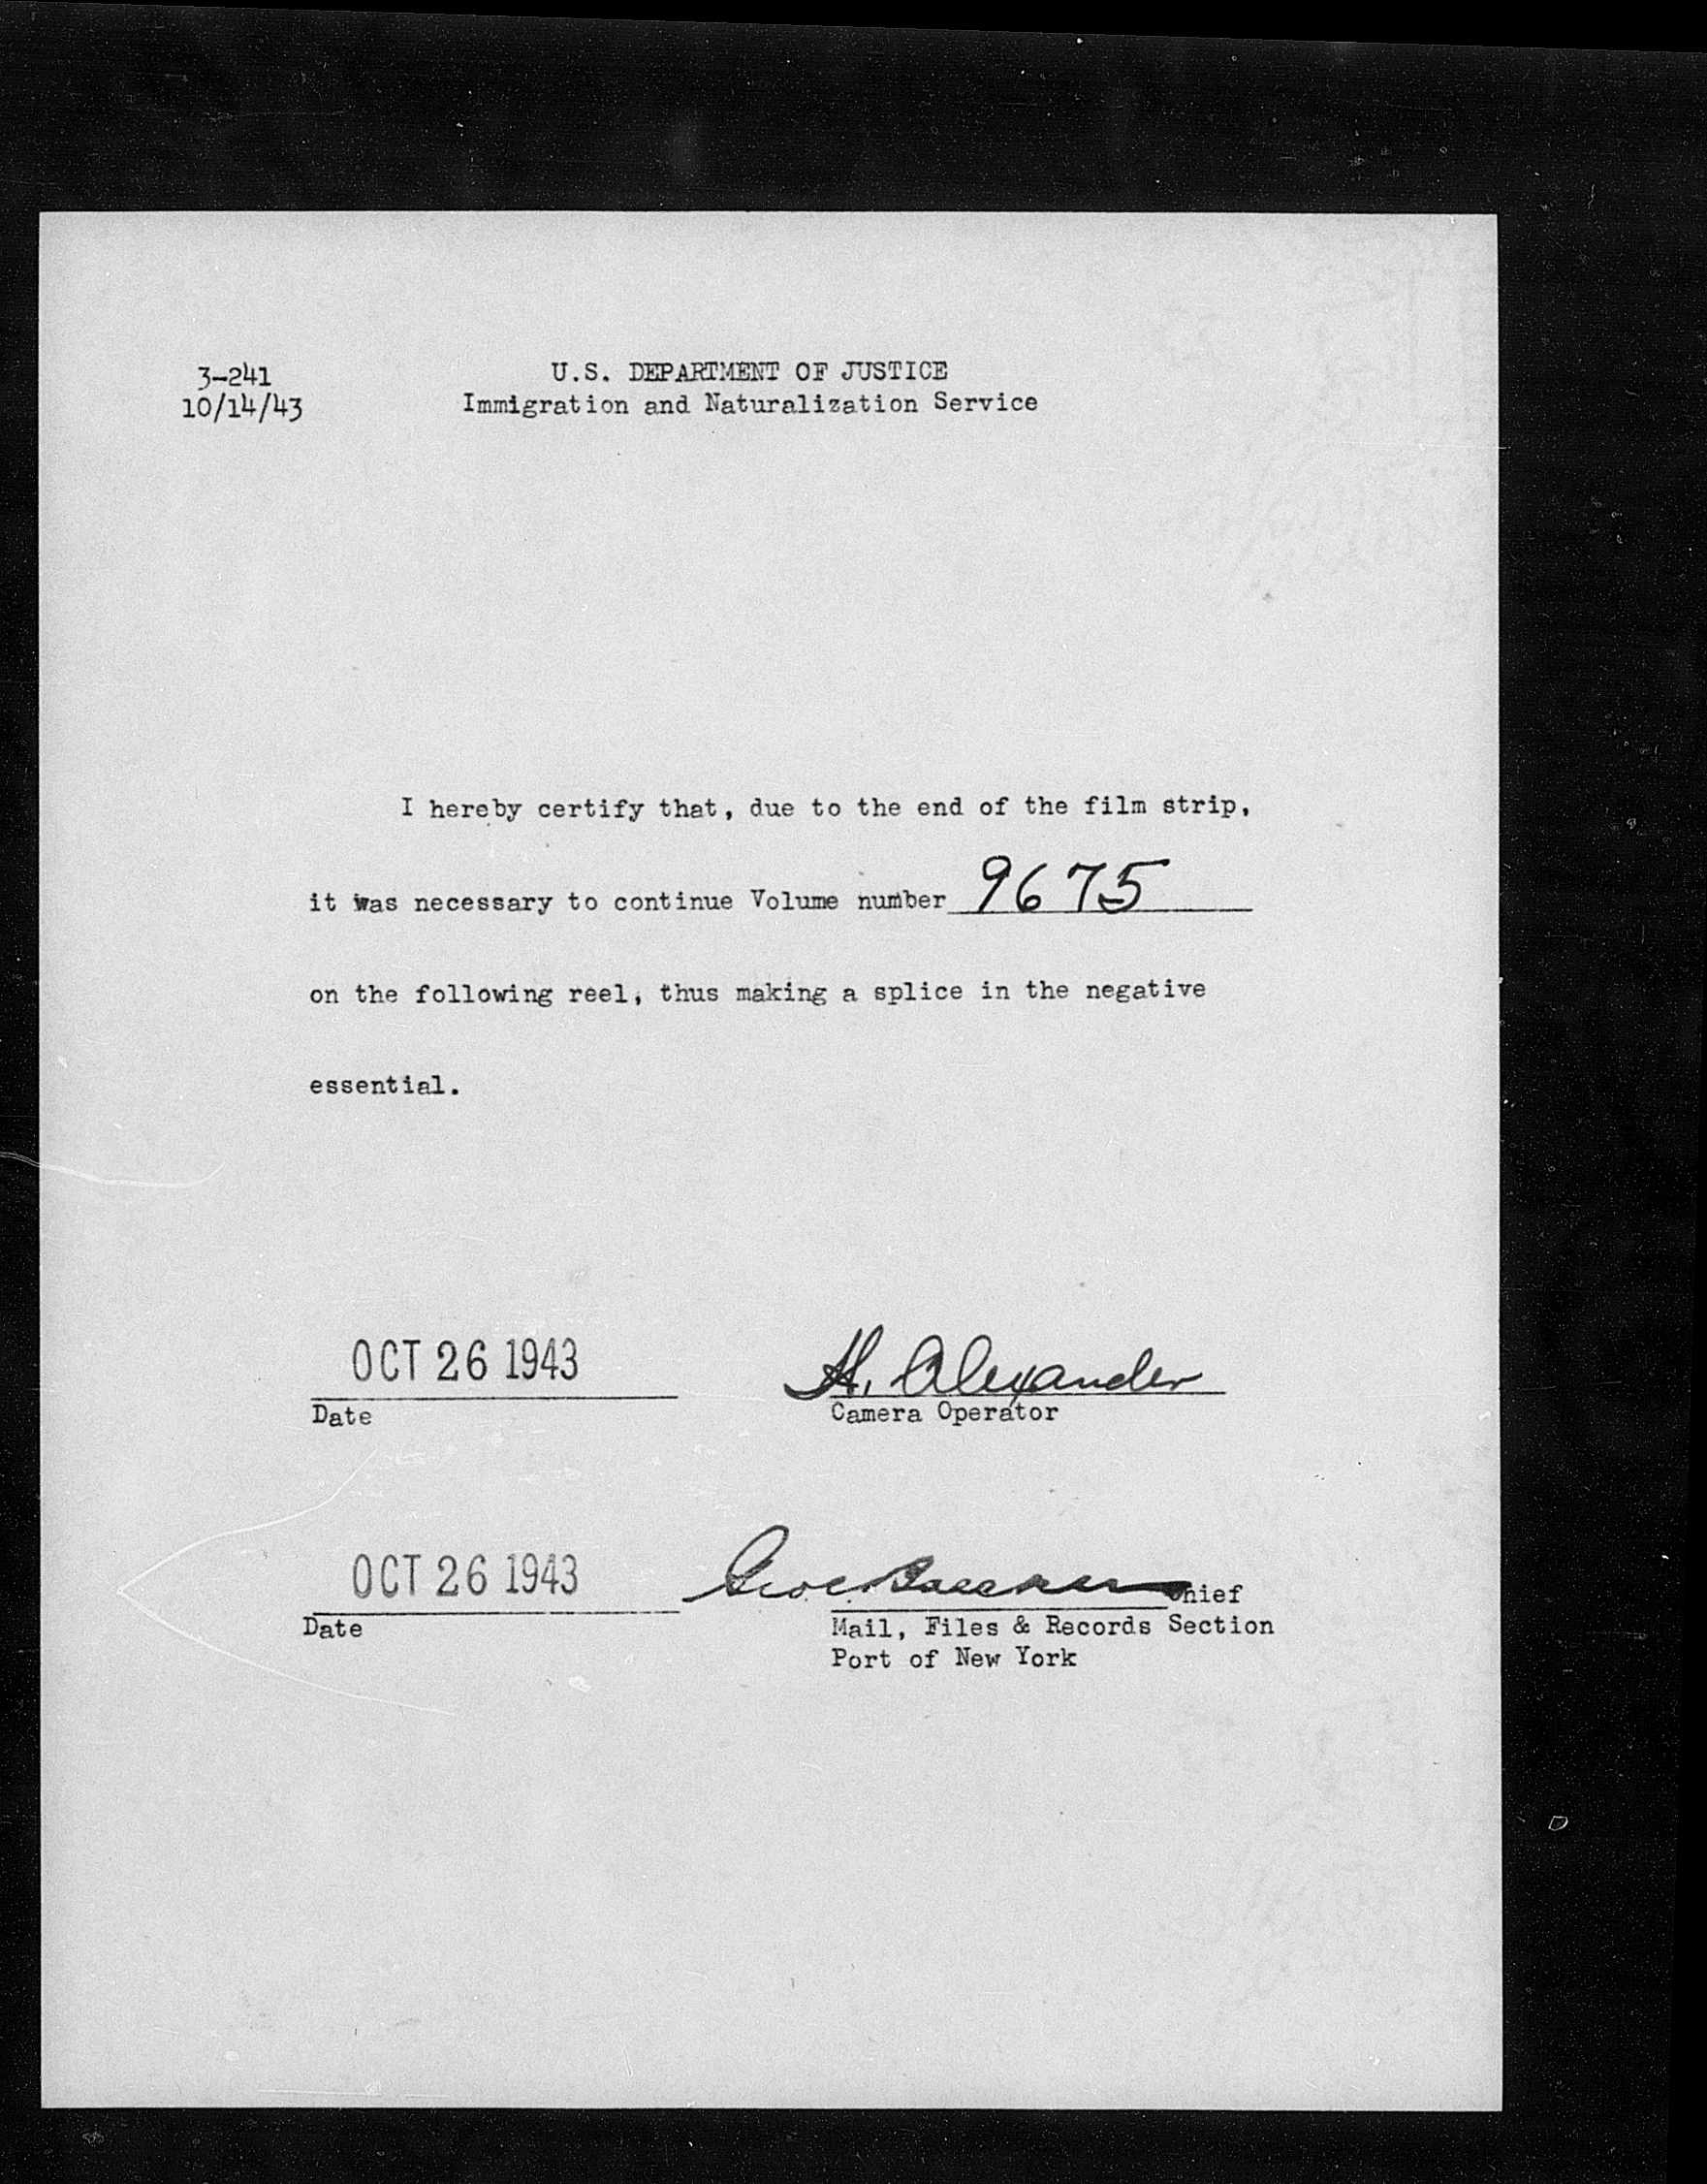 3-241
10/14/43
U.S. DEPARTMENT OF JUSTICE
Immigration and Naturalization Service
I hereby certify that, due to the end of the film strip,
it was necessary to continue Volume number 9675
on the following reel, thus making a splice in the negative
essential.
OCT 26 1943
H. Alexander
Date
Camera Operator
OCT 26 1943
Chief
Date
Mail, Files & Records Section
Port of New York